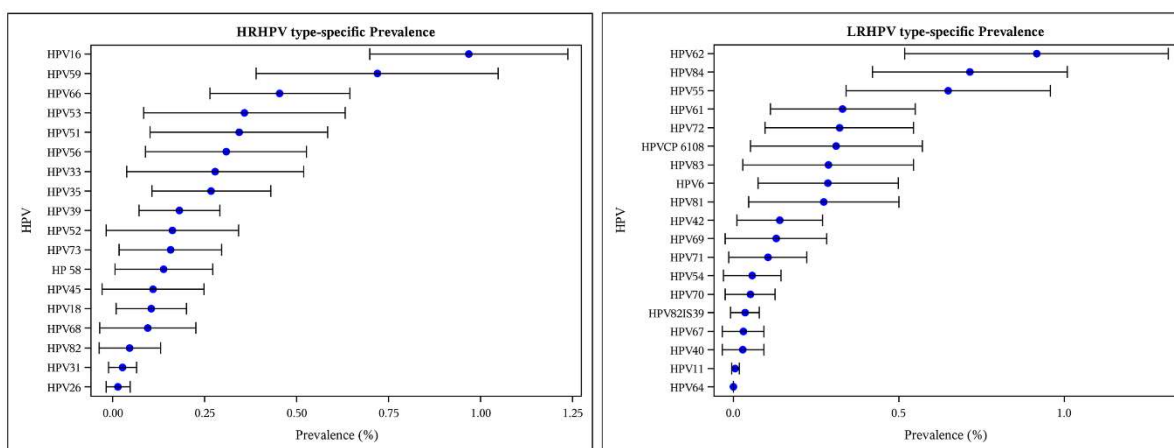 HRHPV type-specific Prevalence
HPV16
HPV59
HPV66
HPV53
HPV51
HPV56
HPV33
HPV35
HPV39
HPV52
HPV73
HP 58
HPV45
HPV18
HPV68
HPV82
HPV31
HPV26
HPV
0.00
0.25
0.50
0.75
1.00
1.25
Prevalence (%)
LRHPV type-specific Prevalence
HPV62
HPV84
HPV55
HPV61
HPV72
HPVCP 6108
HPV83
HPV6
HPV81
HPV42
HPV69
HPV71
HPV54
HPV70
HPV82IS39
HPV67
HPV40
HPV11
HPV64
HPV
0.0
0.5
1.0
Prevalence (%)